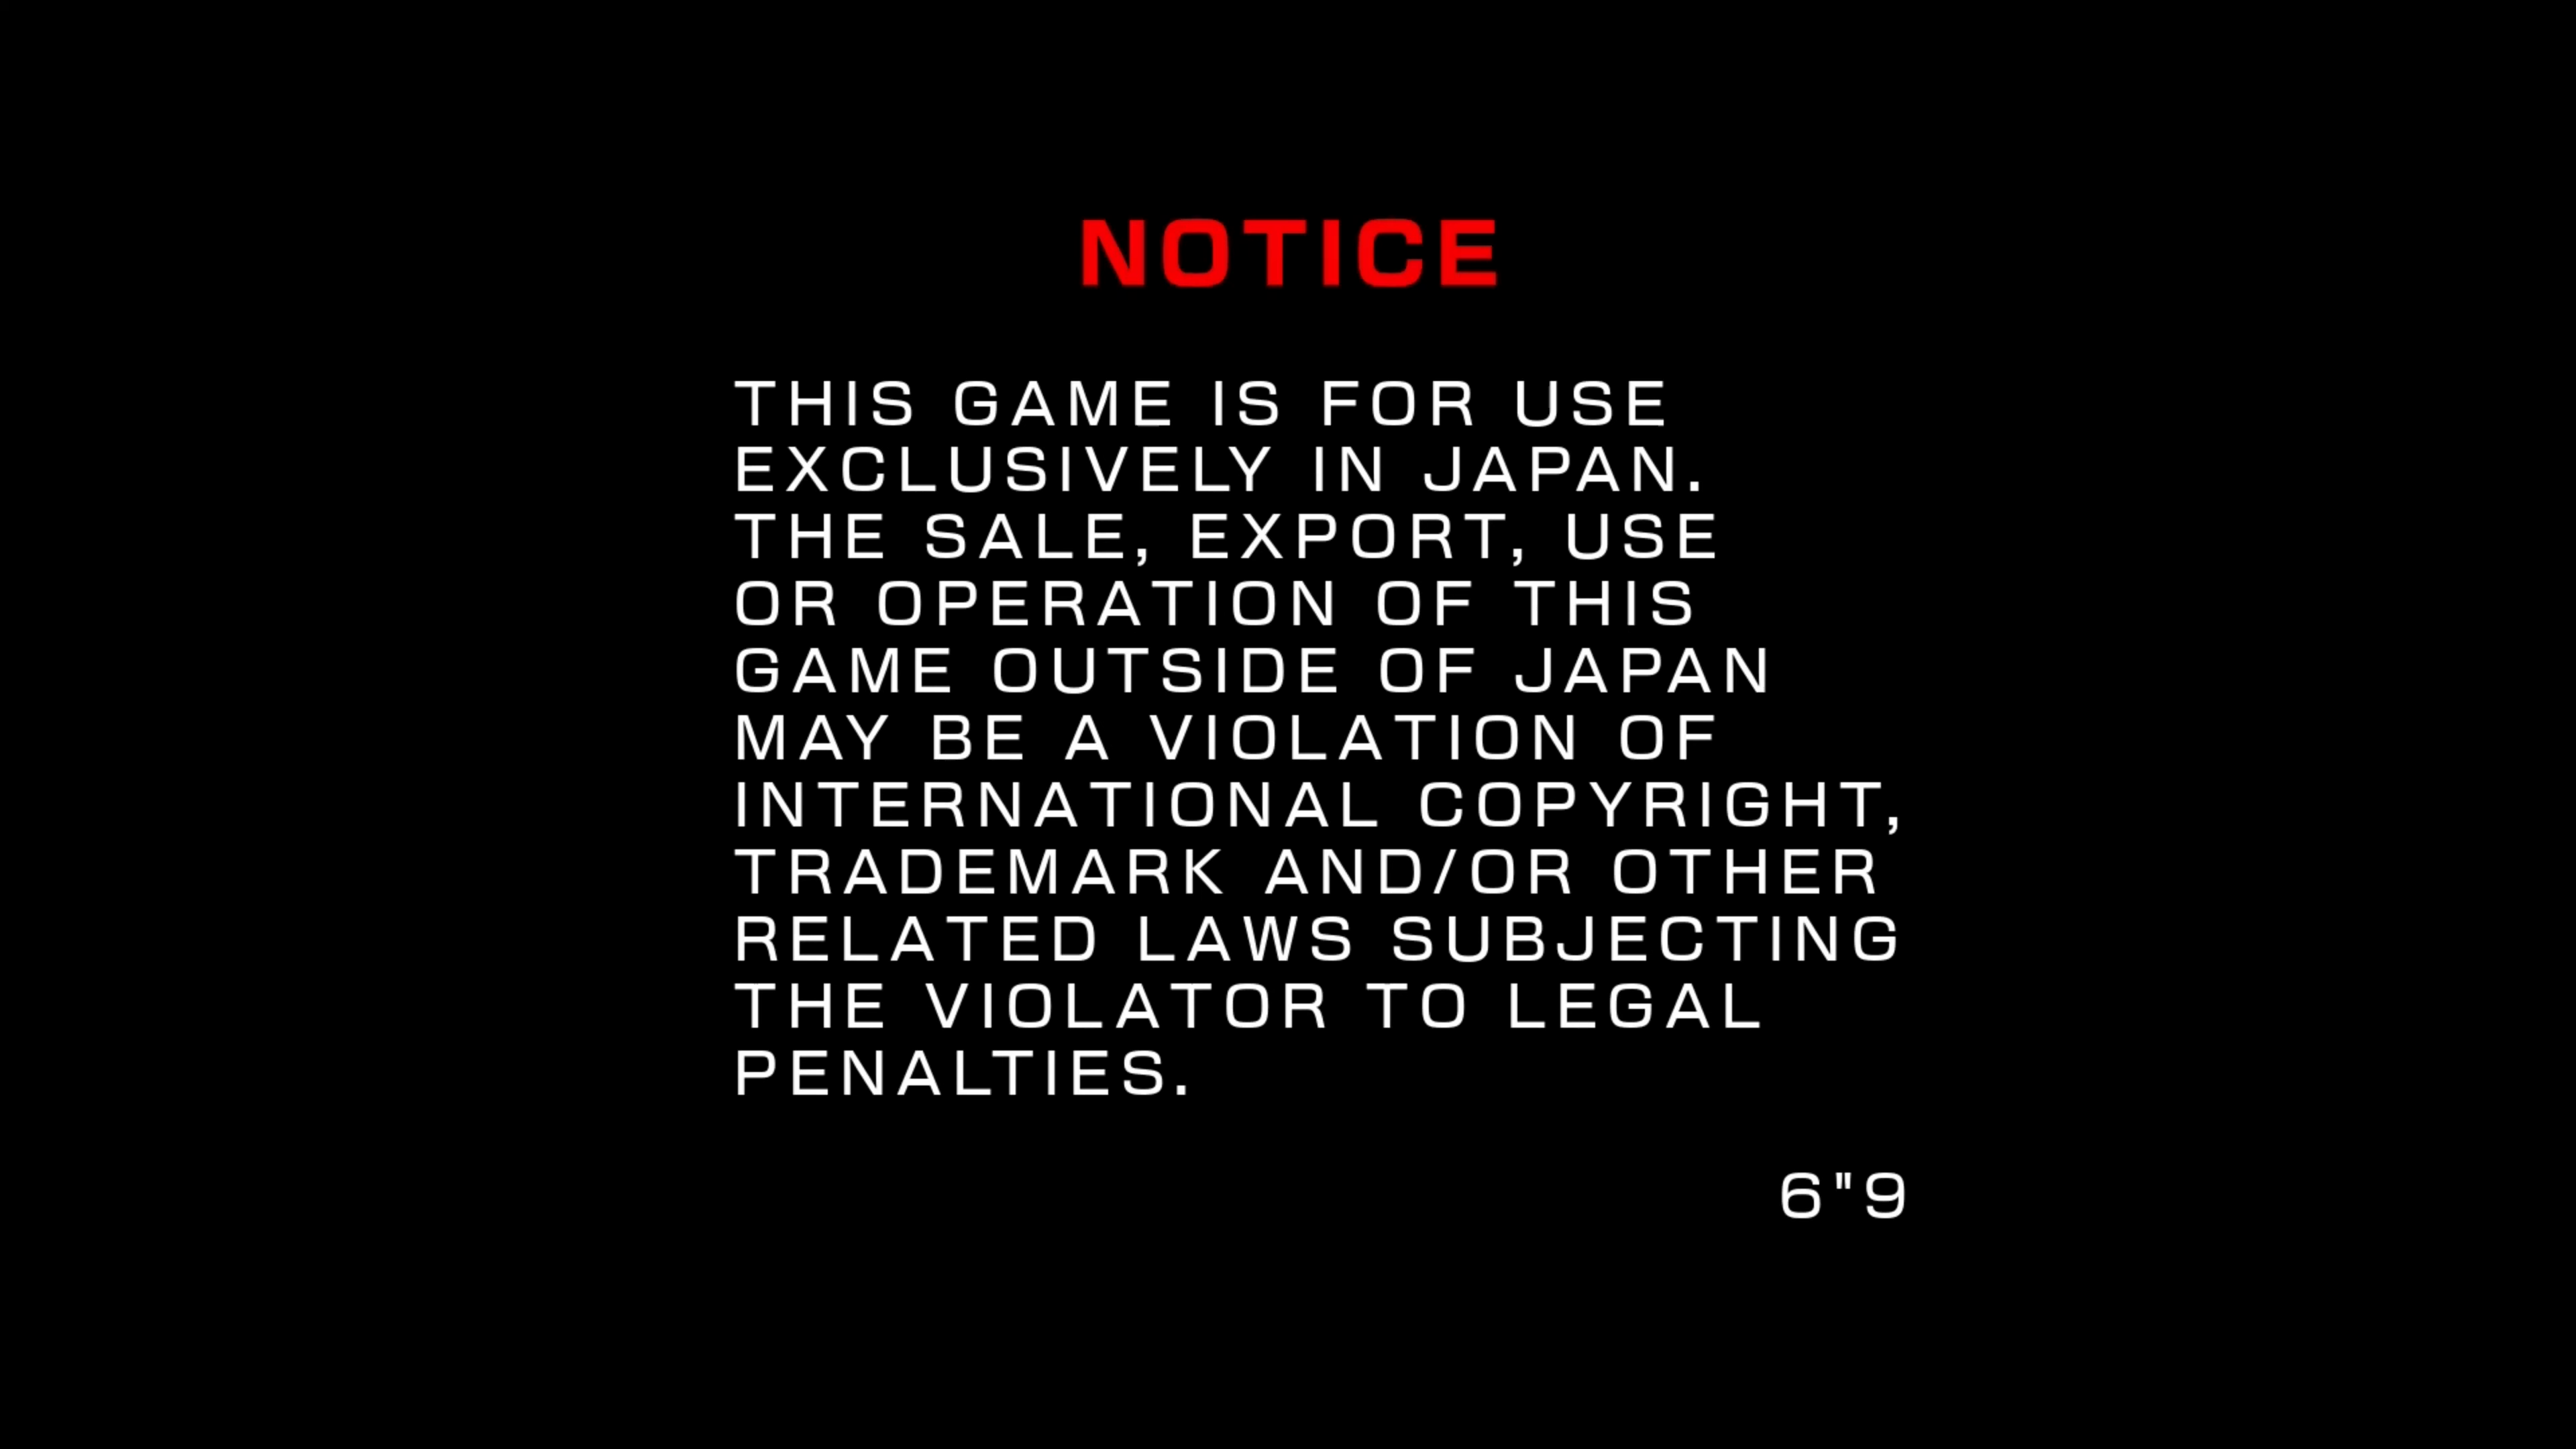 NOTICE
THIS GAME IS FOR USE
EXCLUSIVELY IN JAPAN.
THE SALE, EXPORT, USE
OR OPERATION OF THIS
GAME OUTSIDE OF JAPAN
MAY BE A VIOLATION OF
INTERNATIONAL COPYRIGHT,
TRADEMARK AND/OR OTHER
RELATED LAWS SUBJECTING
THE VIOLATOR TO LEGAL
PENALTIES.
6"9